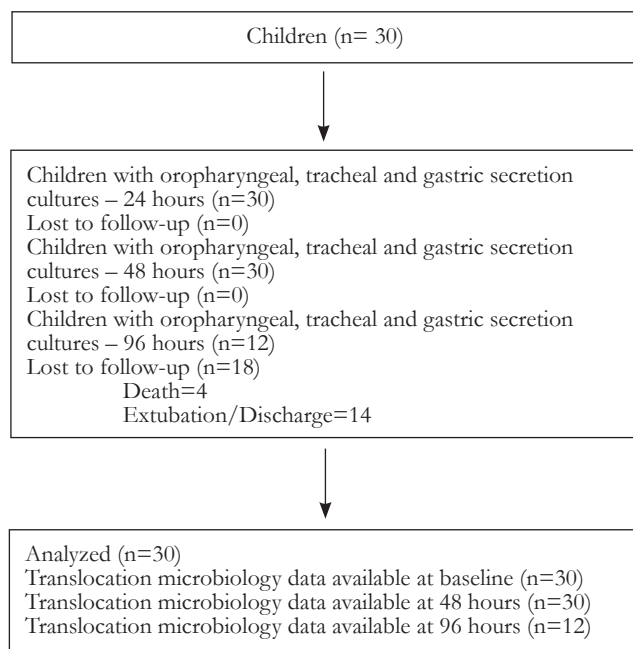 Children (n= 30)
Children with oropharyngeal, tracheal and gastric secretion
cultures – 24 hours (n=30)
Lost to follow-up (n=0)
Children with oropharyngeal, tracheal and gastric secretion
cultures – 48 hours (n=30)
Lost to follow-up (n=0)
Children with oropharyngeal, tracheal and gastric secretion
cultures – 96 hours (n=12)
Lost to follow-up (n=18)
Death=4
Extubation/Discharge=14
Analyzed (n=30)
Translocation microbiology data available at baseline (n=30)
Translocation microbiology data available at 48 hours (n=30)
Translocation microbiology data available at 96 hours (n=12)